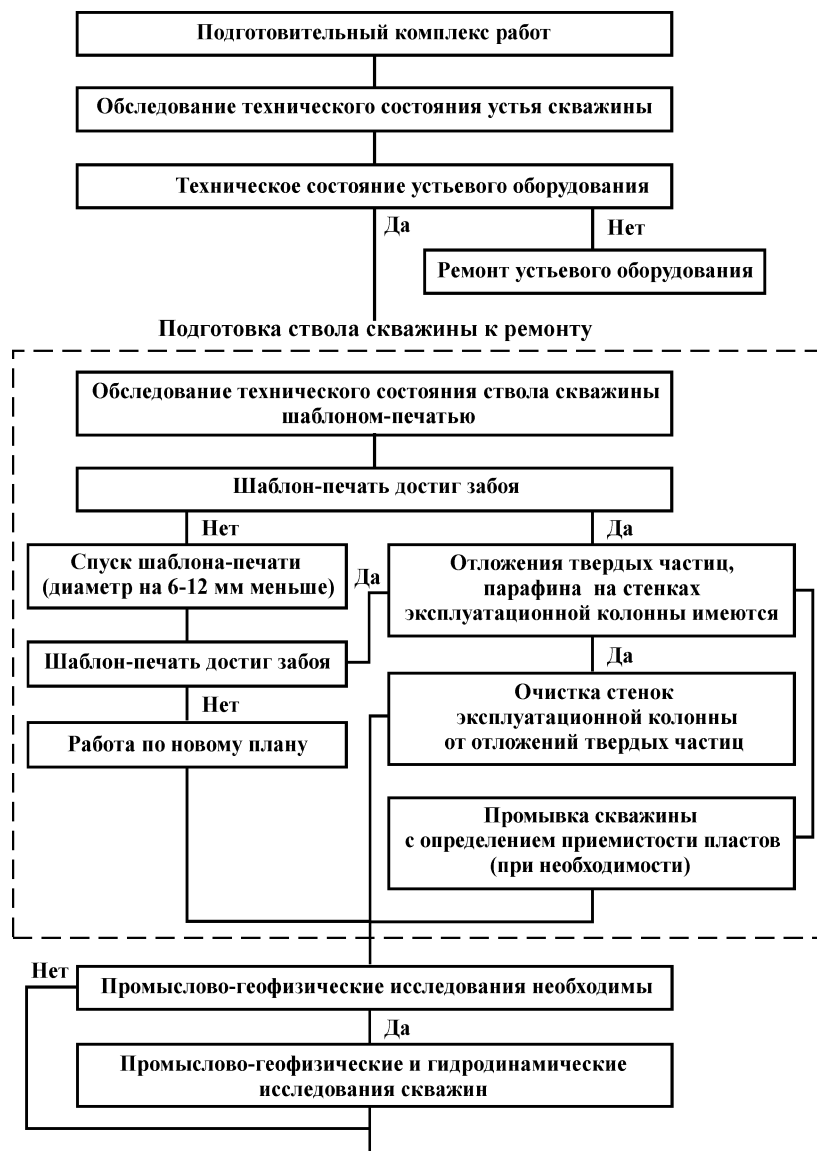 Подготовительный комплекс работ
Обследование технического состояния устья скважины
Техническое состояние устьевого оборудования
Да
Нет
Ремонт устьевого оборудования
Подготовка ствола скважины к ремонту
Обследование технического состояния ствола скважины
шаблоном-печатью
Шаблон-печать достиг забоя
Нет
Да
Спуск шаблона-печати
(диаметр на 6-12 мм меньше)
Да
Отложения твердых частиц,
парафина на стенках
эксплуатационной колонны имеются
Шаблон-печать достиг забоя
Да
Нет
Очистка стенок
эксплуатационной колонны
от отложений твердых частиц
Работа по новому плану
Промывка скважины
с определением приемистости пластов
(при необходимости)
Нет
Промыслово-геофизические исследования необходимы
Да
Промыслово-геофизические и гидродинамические
исследования скважин